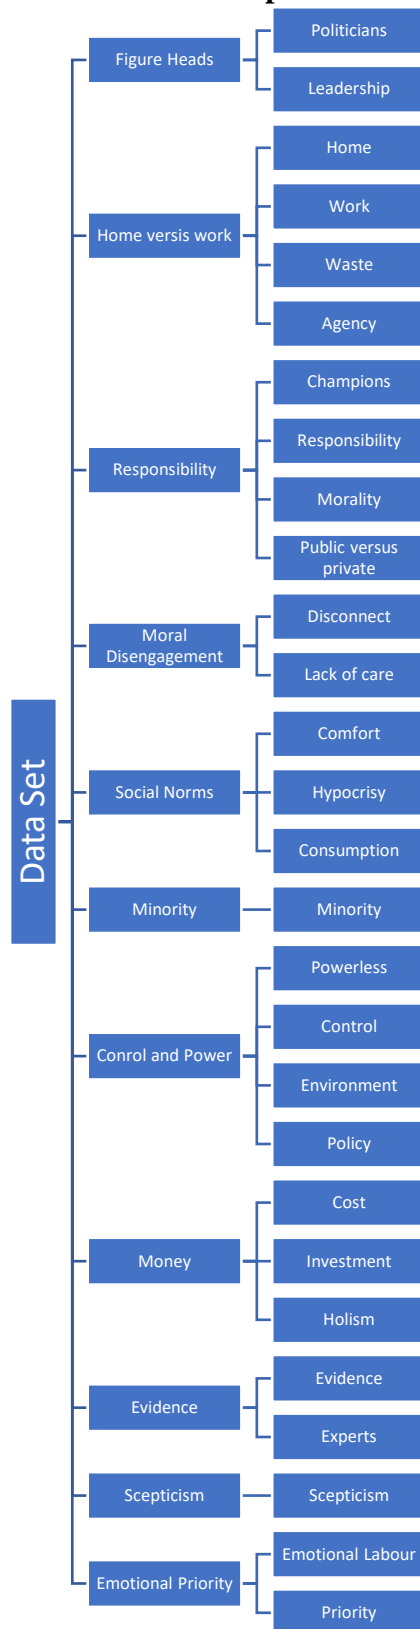 Politicians
Figure Heads
Leadership
Home
Work
Home versis work
Waste
Agency
Champions
Responsibility
Responsibility
Morality
Public versus
private
Disconnect
Moral
Disengagement
Lack of care
Comfort
Social Norms
Hypocrisy
Consumption
Data Set
Minority
Minority
Powerless
Control
Conrol and Power
Environment
Policy
Cost
Money
Investment
Holism
Evidence
Evidence
Experts
Scepticism
Scepticism
Emotional Labour
Emotional Priority
Priority